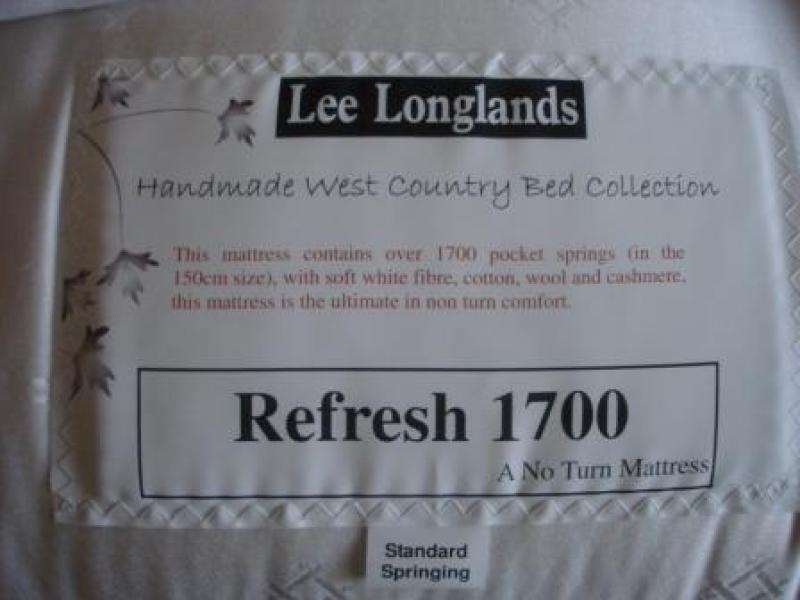 Lee Longlands
Handmade West Country Bed Collection
This mattress contains over 1700 pocket springs (in the
150cm size), with soft white fibre, cotton, wool and cashmere,
this mattress is the ultimate in non turn comfort.
Refresh 1700
A No Turn Mattress
Standard
Springing